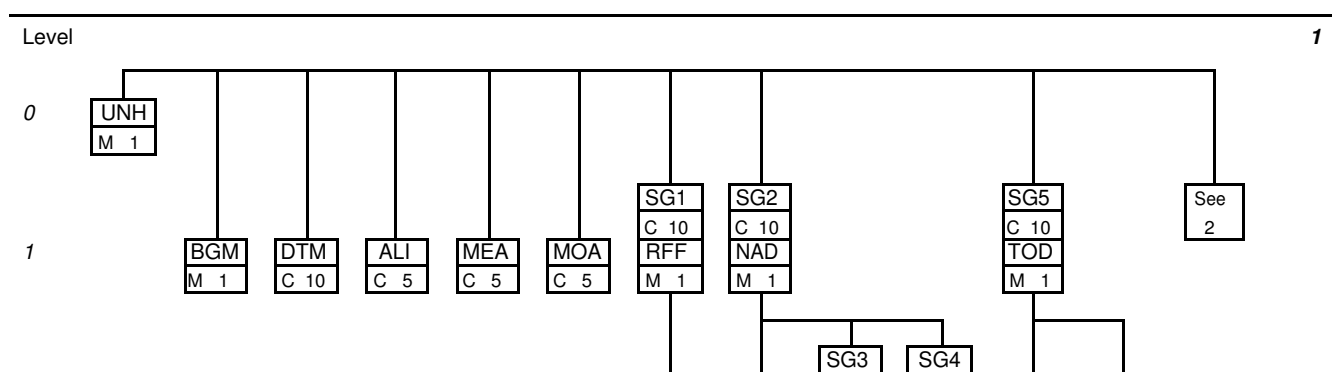 Level 1
0 UNH
M 1
SG1 SG2 SG5 See
C 10 C 10 C 10 2
1 BGM DTM ALI MEA MOA RFF NAD TOD
M 1 C 10 C 5 C 5 C 5 M 1 M 1 M 1
SG3 SG4